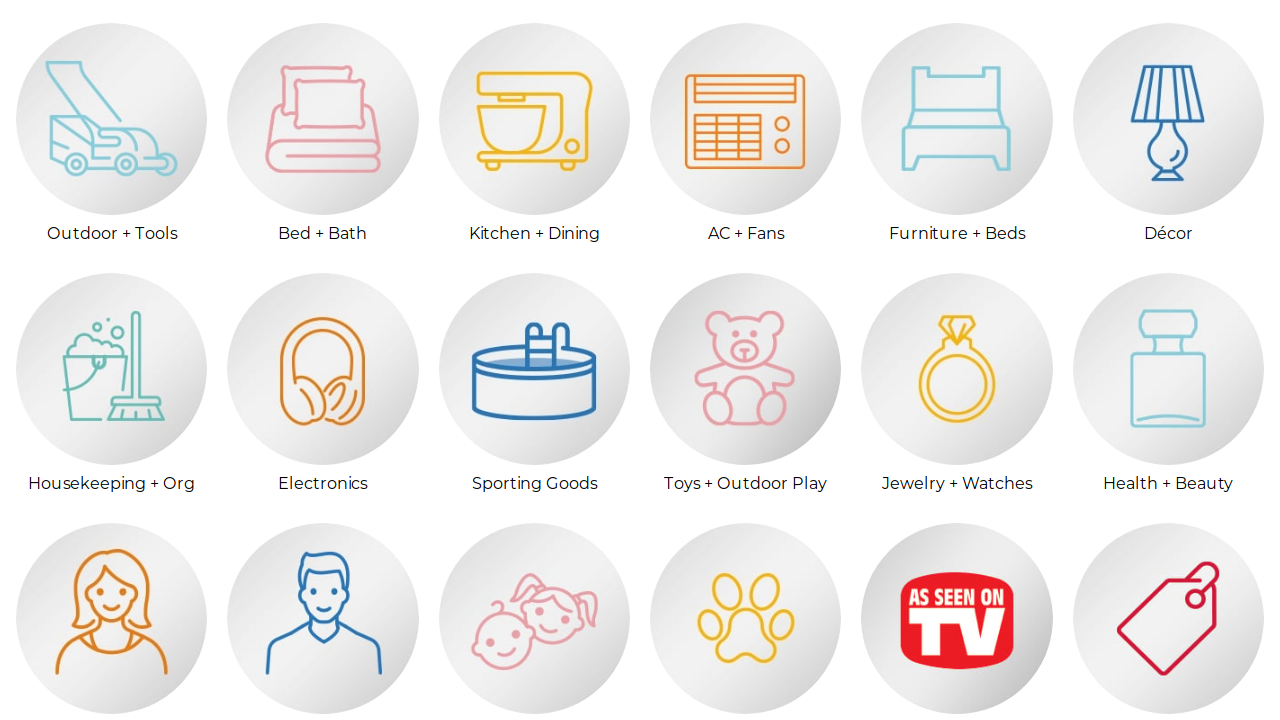 Outdoor + Tools
Bed + Bath
Kitchen + Dining
AC + Fans
Furniture + Beds
Décor
Housekeeping + Org
Electronics
Sporting Goods
Toys + Outdoor Play
Jewelry + Watches
Health + Beauty
AS SEEN ON
TV